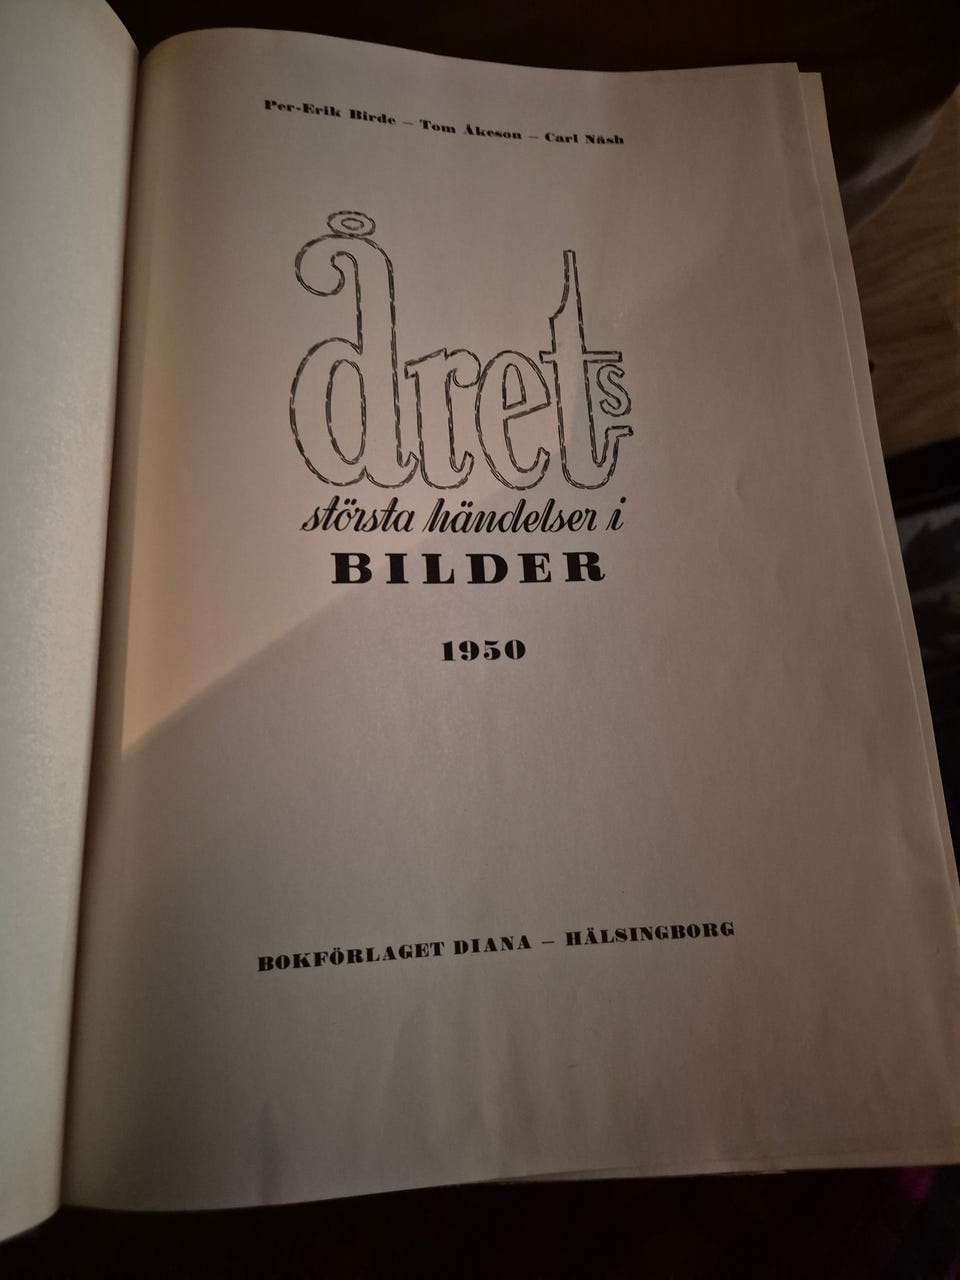 Per-Erik Birde — Tom Åkeson — Carl Näsh
årets
största händelser i
BILDER
1950
BOKFÖRLAGET DIANA — HÄLSINGBORG